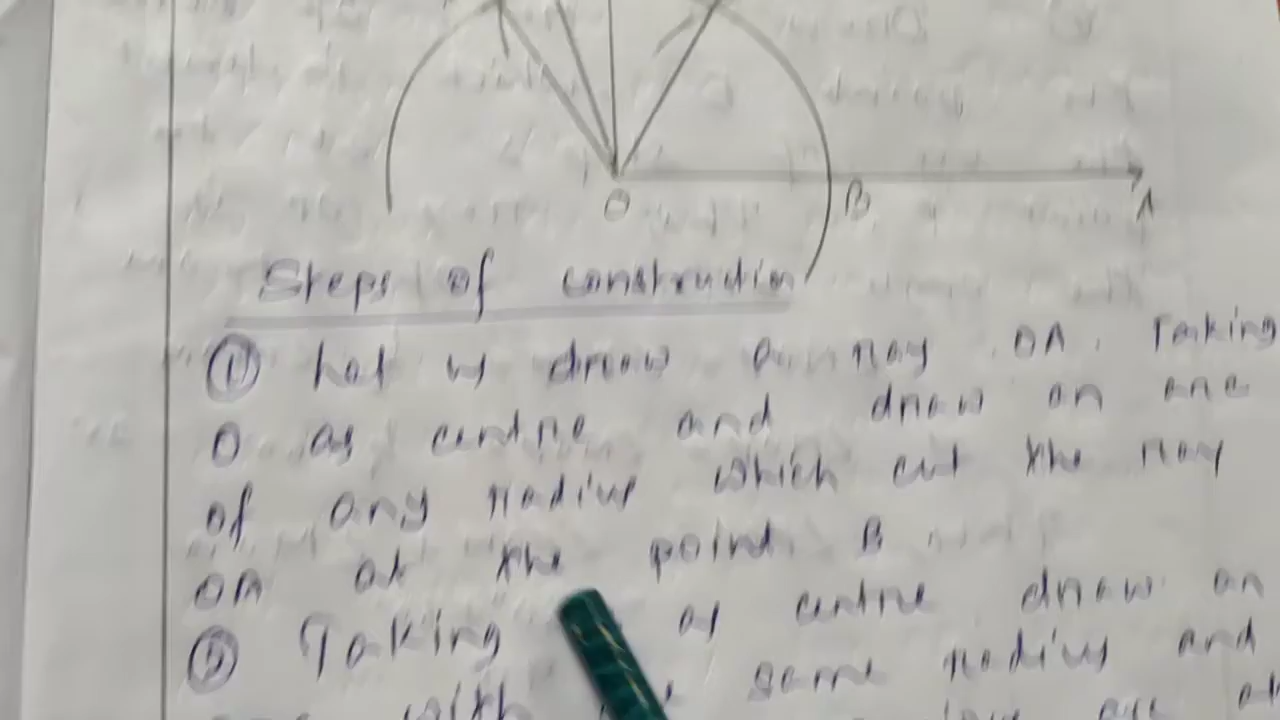 O B A
Steps of construction
① Let us draw a ray OA. Taking
O as centre and draw an arc
of any radius which cut the ray
OA at the point B
② Taking as centre draw an
with same radius and